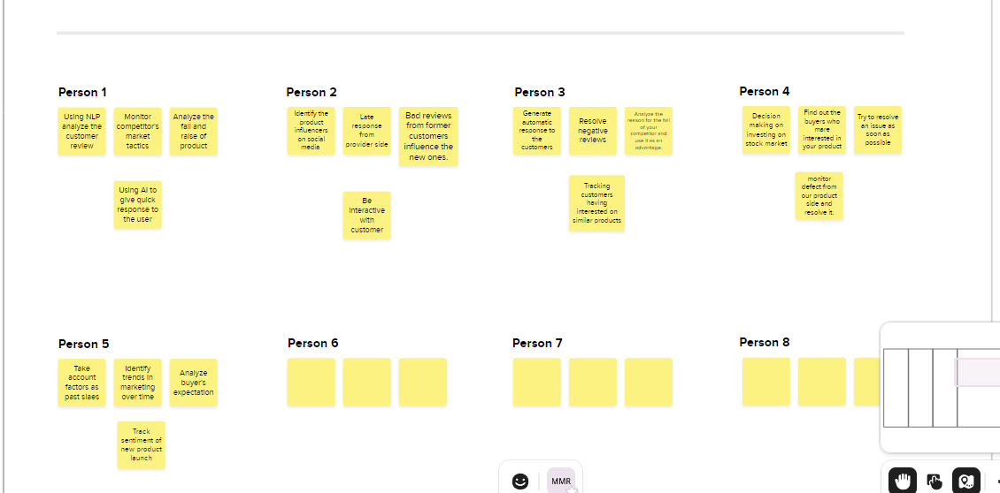 Person 1
Using NLP
analyze the
customer
review
Monitor
competitor's
market
tactics
Analyze the
fall and
raise of
product
Using AI to
give quick
response to
the user
Person 2
Identify the
product
influencers
on social
media
Late
response
from
provider side
Bad reviews
from former
customers
influence the
new ones.
Be
interactive
with
customer
Person 3
Generate
automatic
response to
the
customers
Resolve
negative
reviews
Analyze the
reason for the fall
of your
competitor and
use it as an
advantage.
Tracking
customers
having
interested on
similar products
Person 4
Decision
making on
investing on
stock market
Find out the
buyers who
mare
interested in
your product
Try to resolve
an issue as
soon as
possible
monitor
defect from
our product
side and
resolve it.
Person 5
Take
account
factors as
past slaes
Identify
trends in
marketing
over time
Analyze
buyer's
expectation
Track
sentiment of
new product
launch
Person 6
Person 7
Person 8
MMR